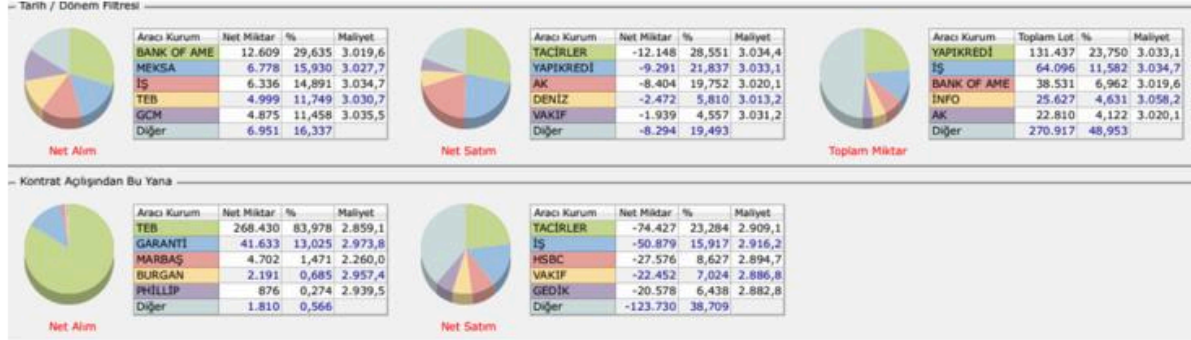 Tarih / Dönem Filtresi
Aracı Kurum Net Miktar % Maliyet
BANK OF AME 12.609 29,635 3.019,6
MEKSA 6.778 15,930 3.027,7
İŞ 6.336 14,891 3.034,7
TEB 4.999 11,749 3.030,7
GCM 4.875 11,458 3.035,5
Diğer 6.951 16,337
Net Alım
Aracı Kurum Net Miktar % Maliyet
TACİRLER -12.148 28,551 3.034,4
YAPIKREDİ -9.291 21,837 3.033,1
AK -8.404 19,752 3.020,1
DENİZ -2.472 5,810 3.013,2
VAKIF -1.939 4,557 3.031,2
Diğer -8.294 19,493
Net Satım
Aracı Kurum Toplam Lot % Maliyet
YAPIKREDİ 131.437 23,750 3.033,1
İŞ 64.096 11,582 3.034,7
BANK OF AME 38.531 6,962 3.019,6
İNFO 25.627 4,631 3.058,2
AK 22.810 4,122 3.020,1
Diğer 270.917 48,953
Toplam Miktar
Kontrat Açılışından Bu Yana
Aracı Kurum Net Miktar % Maliyet
TEB 268.430 83,978 2.859,1
GARANTİ 41.633 13,025 2.973,8
MARBAŞ 4.702 1,471 2.260,0
BURGAN 2.191 0,685 2.957,4
PHİLLİP 876 0,274 2.939,5
Diğer 1.810 0,566
Net Alım
Aracı Kurum Net Miktar % Maliyet
TACİRLER -74.427 23,284 2.909,1
İŞ -50.879 15,917 2.916,2
HSBC -27.576 8,627 2.894,7
VAKIF -22.452 7,024 2.886,8
GEDİK -20.578 6,438 2.882,8
Diğer -123.730 38,709
Net Satım